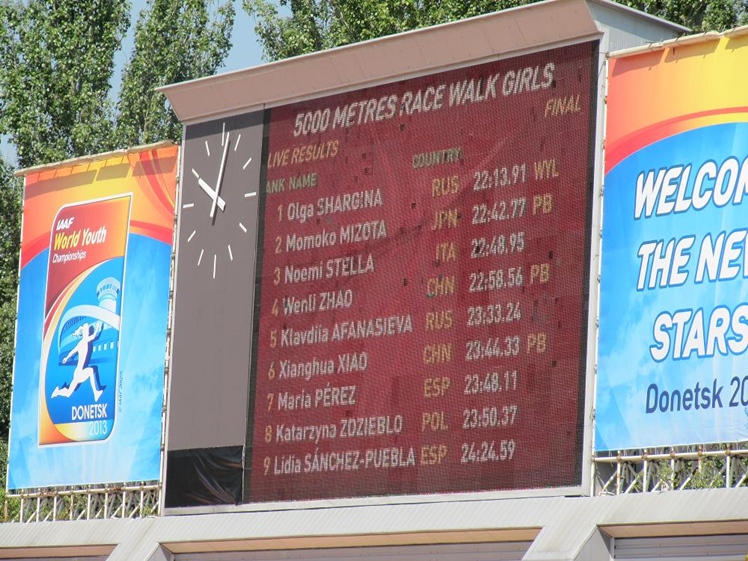 IAAF
World Youth
Championships
DONETSK
2013
5000 METRES RACE WALK GIRLS
FINAL
LIVE RESULTS
ANK NAME COUNTRY
1 Olga SHARGINA RUS 22:13.91 WYL
2 Momoko MIZOTA JPN 22:42.77 PB
3 Noemi STELLA ITA 22:48.95
4 Wenli ZHAO CHN 22:58.56 PB
5 Klavdiia AFANASIEVA RUS 23:33.24
6 Xianghua XIAO CHN 23:44.33 PB
7 María PÉREZ ESP 23:48.11
8 Katarzyna ZDZIEBLO POL 23:50.37
9 Lidia SÁNCHEZ-PUEBLA ESP 24:24.59
WELCOM
THE NEW
STARS
Donetsk 20